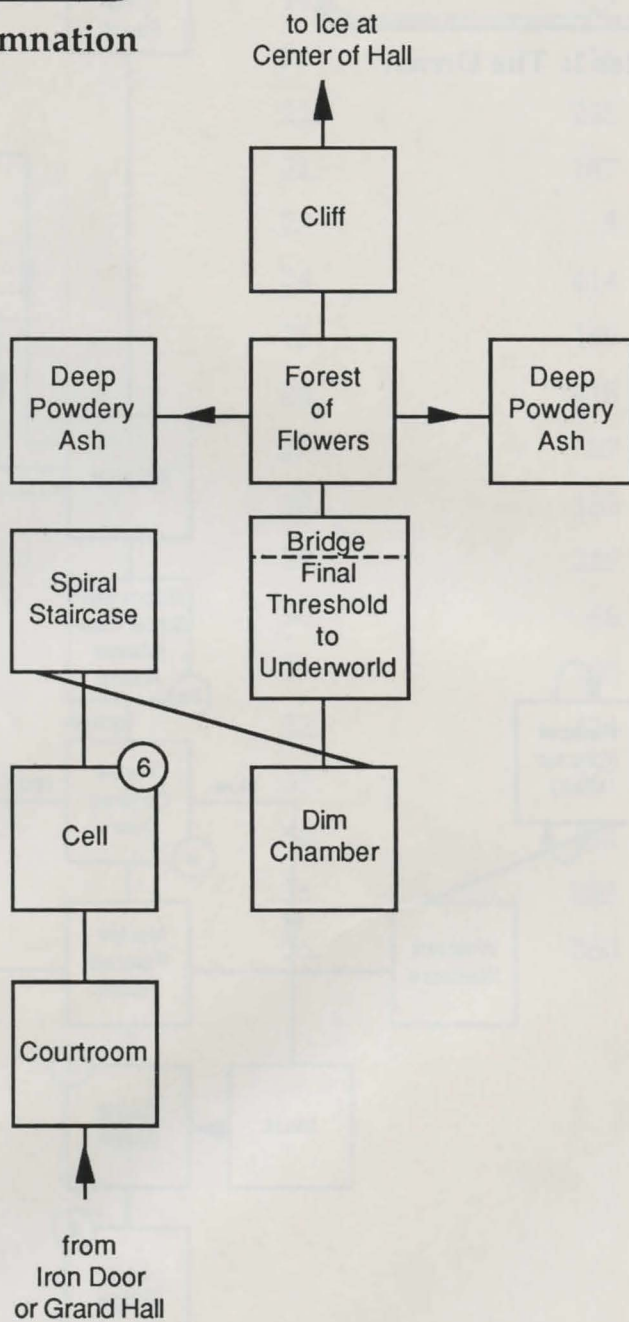 to Ice at
Center of Hall
Cliff
Deep
Powdery
Ash
Forest
of
Flowers
Deep
Powdery
Ash
Spiral
Staircase
Bridge
Final
Threshold
to
Underworld
6
Cell
Dim
Chamber
Courtroom
from
Iron Door
or Grand Hall